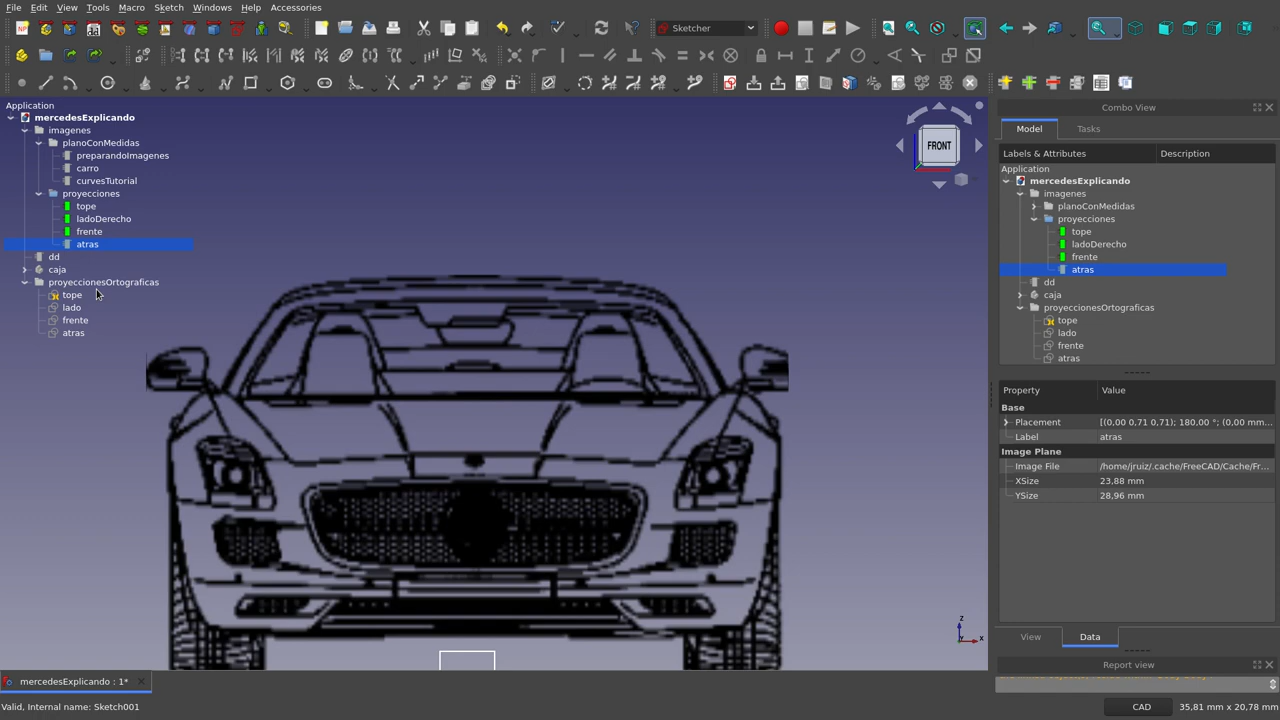 File Edit View Tools Macro Sketch Windows Help Accessories
Sketcher
Application
mercedesExplicando
imagenes
planoConMedidas
preparandoImagenes
carro
curvesTutorial
proyecciones
tope
ladoDerecho
frente
atras
dd
caja
proyeccionesOrtograficas
tope
lado
frente
atras
FRONT
z
x
Combo View
Model Tasks
Labels & Attributes Description
Application
mercedesExplicando
imagenes
planoConMedidas
proyecciones
tope
ladoDerecho
frente
atras
dd
caja
proyeccionesOrtograficas
tope
lado
frente
atras
Property Value
Base
Placement [(0,00 0,71 0,71); 180,00 °; (0,00 mm...
Label atras
Image Plane
Image File /home/jruiz/.cache/FreeCAD/Cache/Fr...
XSize 23,88 mm
YSize 28,96 mm
View Data
Report view
mercedesExplicando : 1*
Valid, Internal name: Sketch001
CAD 35,81 mm x 20,78 mm